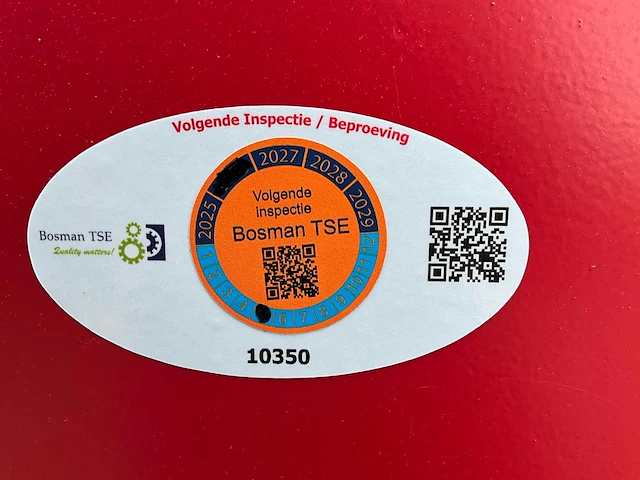 Volgende Inspectie / Beproeving
2025
2027
2028
2029
Volgende
inspectie
Bosman TSE
Bosman TSE
Quality matters!
1 2 3 4 6 7 8 9 10 11 12
10350